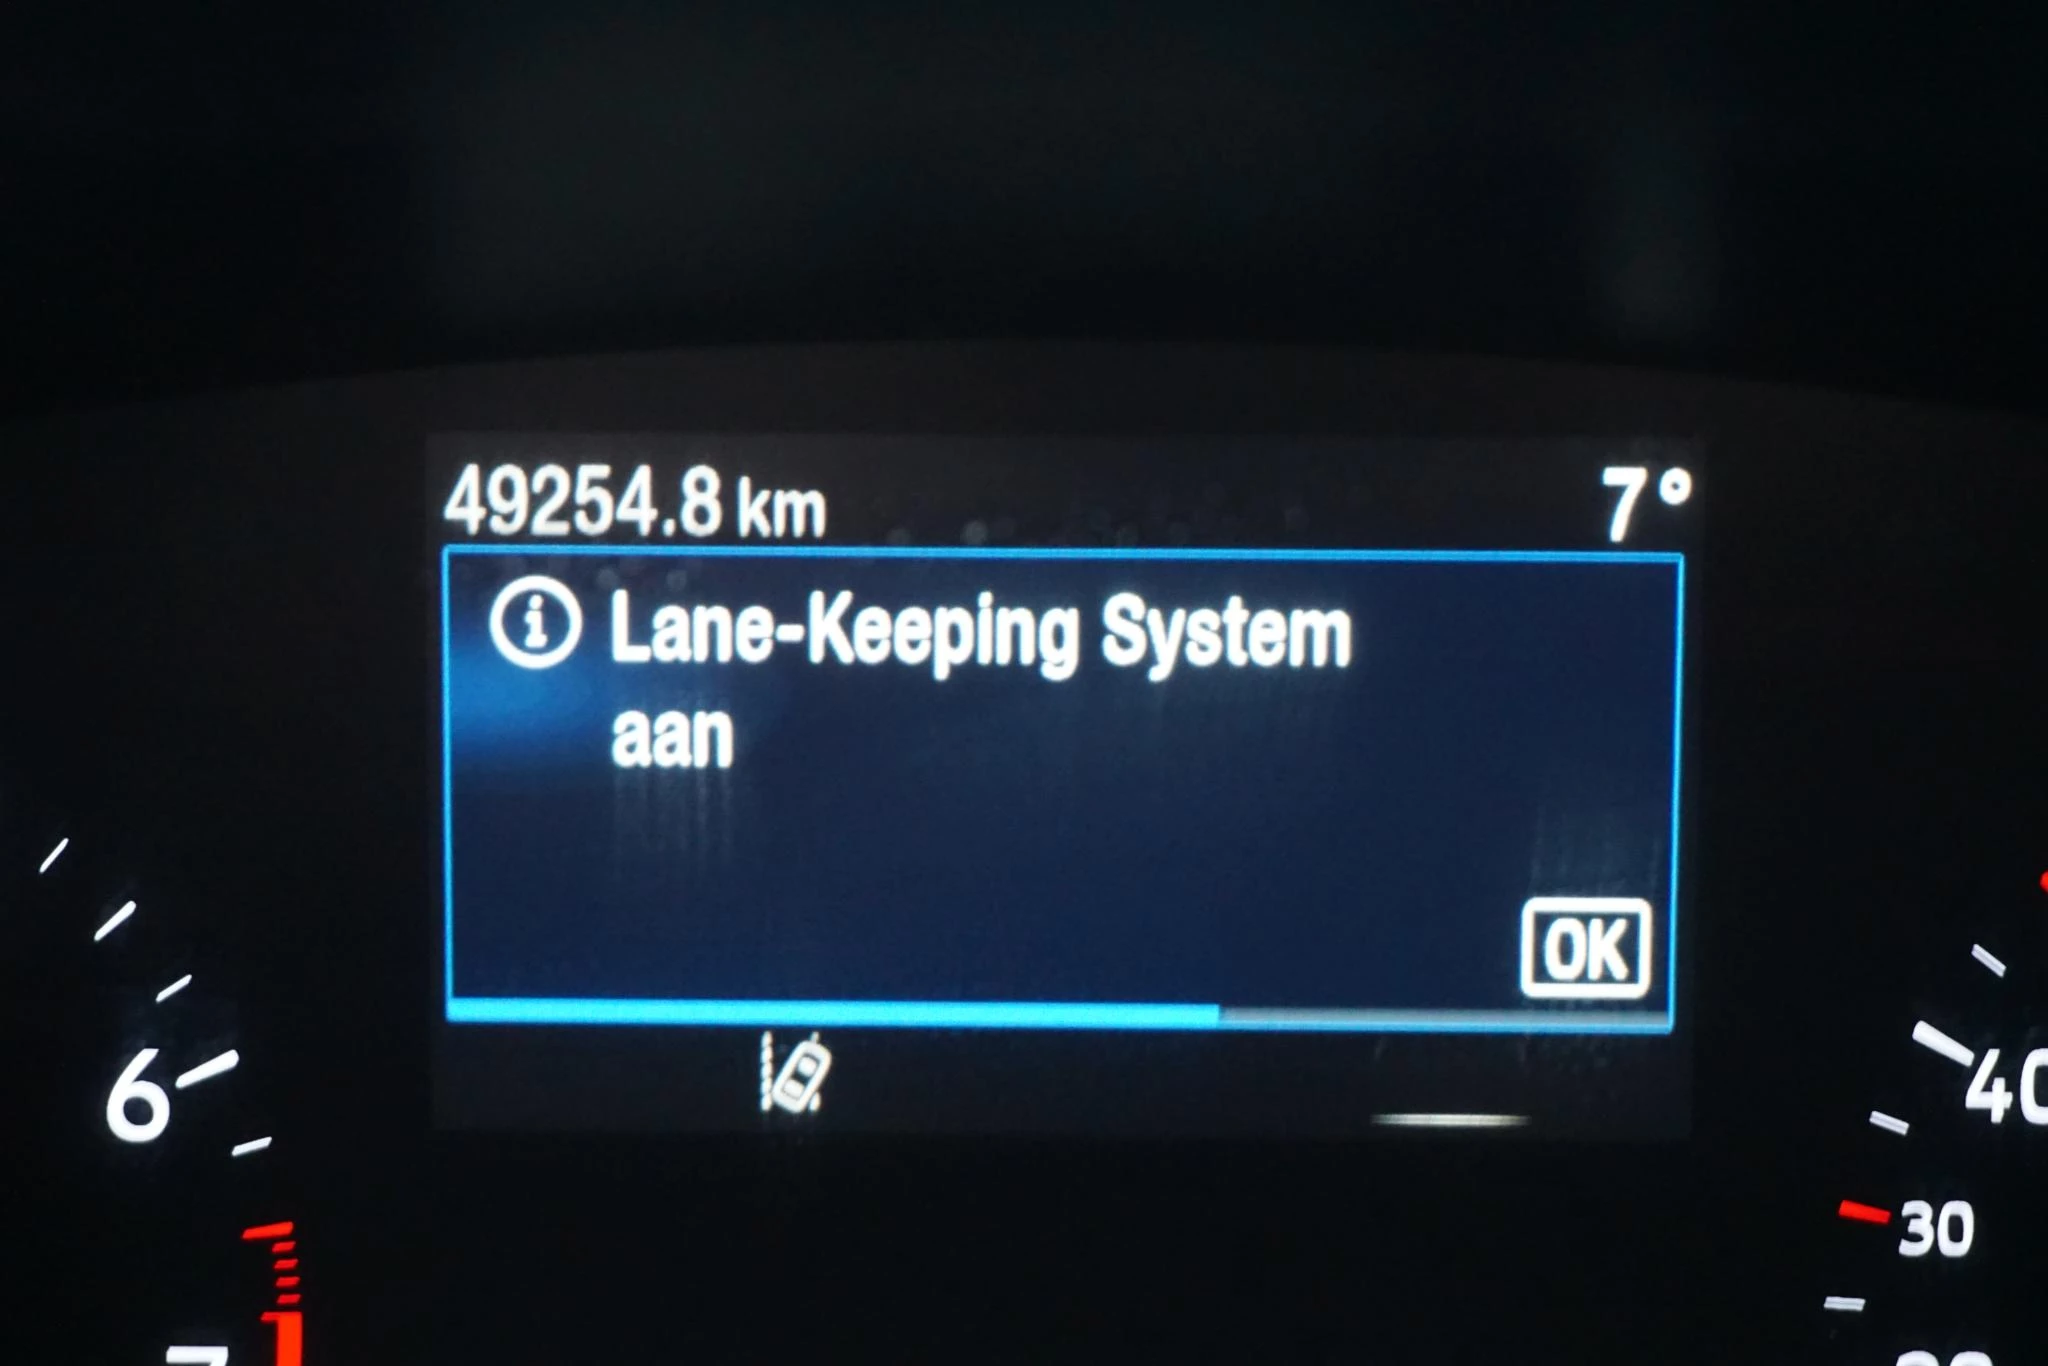 49254.8 km 7°
i Lane-Keeping System
aan
OK
6
40
30